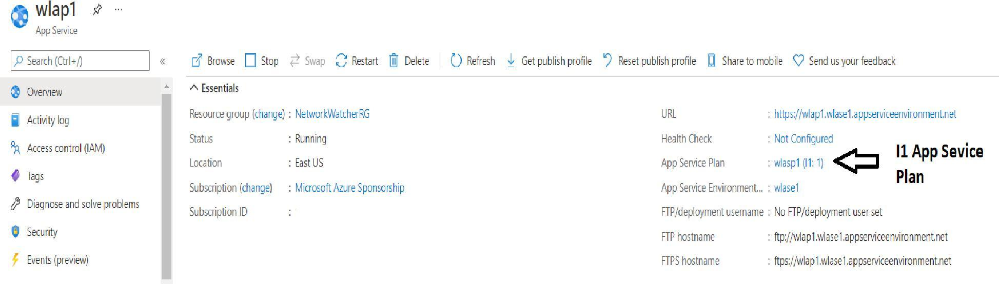 wlap1
...
App Service
Search (Ctrl+/)
«
Browse Stop Swap Restart Delete Refresh Get publish profile Reset publish profile Share to mobile Send us your feedback
Overview
Activity log
Access control (IAM)
Tags
Diagnose and solve problems
Security
Events (preview)
Essentials
Resource group (change) : NetworkWatcherRG
Status : Running
Location : East US
Subscription (change) : Microsoft Azure Sponsorship
Subscription ID :
URL : https://wlap1.wlase1.appserviceenvironment.net
Health Check : Not Configured
App Service Plan : wlasp1 (I1: 1)
App Service Environment... : wlase1
FTP/deployment username : No FTP/deployment user set
FTP hostname : ftp://wlap1.wlase1.appserviceenvironment.net
FTPS hostname : ftps://wlap1.wlase1.appserviceenvironment.net
I1 App Sevice
Plan